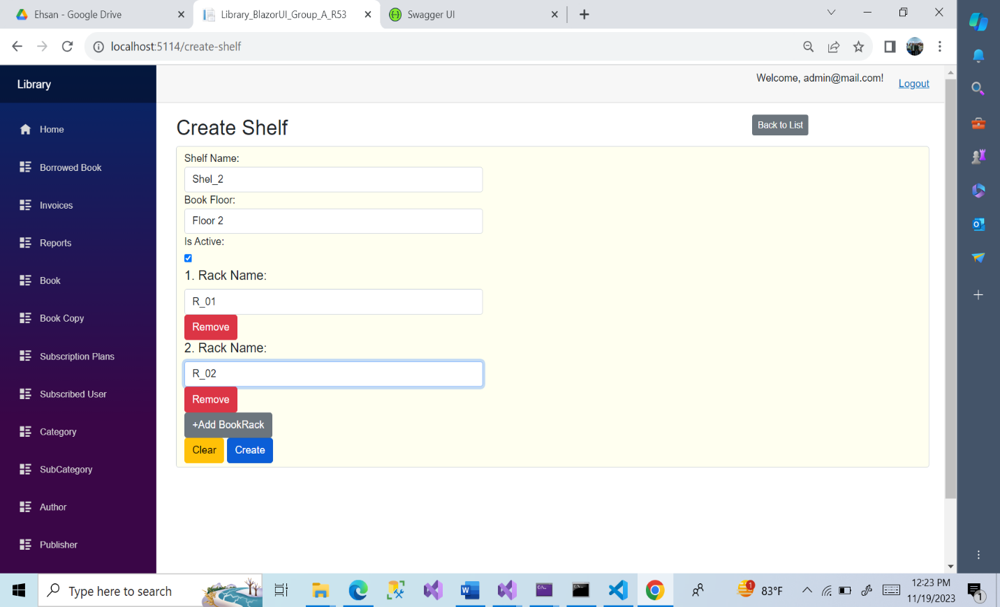 Ehsan - Google Drive
Library_BlazorUI_Group_A_R53
Swagger UI
localhost:5114/create-shelf
Library
Welcome, admin@mail.com!
Logout
Home
Borrowed Book
Invoices
Reports
Book
Book Copy
Subscription Plans
Subscribed User
Category
SubCategory
Author
Publisher
Create Shelf
Back to List
Shelf Name:
Shel_2
Book Floor:
Floor 2
Is Active:
1. Rack Name:
R_01
Remove
2. Rack Name:
R_02
Remove
+Add BookRack
Clear Create
Type here to search
1
83°F
12:23 PM
11/19/2023
1